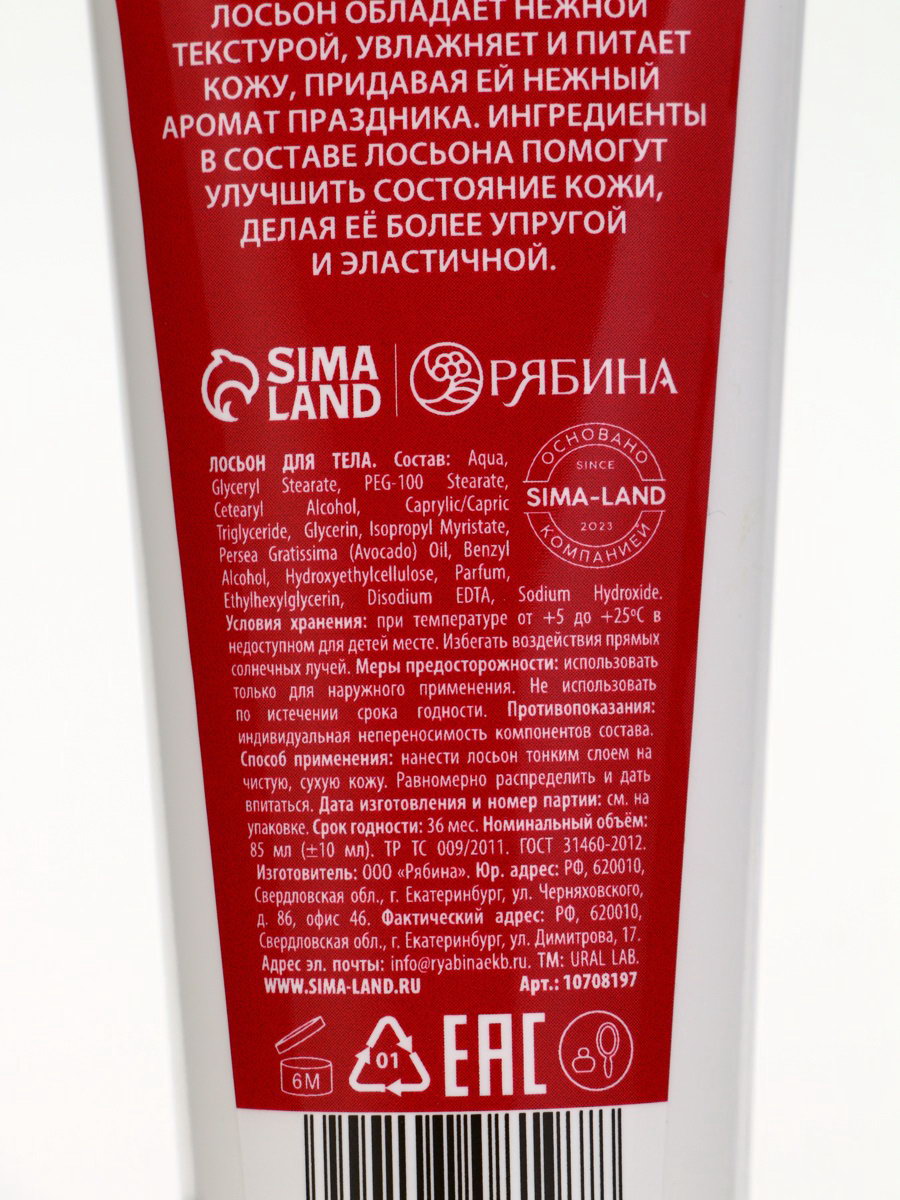 ЛОСЬОН ОБЛАДАЕТ НЕЖНОЙ
ТЕКСТУРОЙ, УВЛАЖНЯЕТ И ПИТАЕТ
КОЖУ, ПРИДАВАЯ ЕЙ НЕЖНЫЙ
АРОМАТ ПРАЗДНИКА. ИНГРЕДИЕНТЫ
В СОСТАВЕ ЛОСЬОНА ПОМОГУТ
УЛУЧШИТЬ СОСТОЯНИЕ КОЖИ,
ДЕЛАЯ ЕЁ БОЛЕЕ УПРУГОЙ
И ЭЛАСТИЧНОЙ.
SIMA
LAND
РЯБИНА
ОСНОВАНО
SINCE
SIMA-LAND
2023
КОМПАНИЕЙ
ЛОСЬОН ДЛЯ ТЕЛА. Состав: Aqua,
Glyceryl Stearate, PEG-100 Stearate,
Cetearyl Alcohol, Caprylic/Capric
Triglyceride, Glycerin, Isopropyl Myristate,
Persea Gratissima (Avocado) Oil, Benzyl
Alcohol, Hydroxyethylcellulose, Parfum,
Ethylhexylglycerin, Disodium EDTA, Sodium Hydroxide.
Условия хранения: при температуре от +5 до +25ºC в
недоступном для детей месте. Избегать воздействия прямых
солнечных лучей. Меры предосторожности: использовать
только для наружного применения. Не использовать
по истечении срока годности. Противопоказания:
индивидуальная непереносимость компонентов состава.
Способ применения: нанести лосьон тонким слоем на
чистую, сухую кожу. Равномерно распределить и дать
впитаться. Дата изготовления и номер партии: см. на
упаковке. Срок годности: 36 мес. Номинальный объём:
85 мл (±10 мл). ТР ТС 009/2011. ГОСТ 31460-2012.
Изготовитель: ООО «Рябина». Юр. адрес: РФ, 620010,
Свердловская обл., г. Екатеринбург, ул. Черняховского,
д. 86, офис 46. Фактический адрес: РФ, 620010,
Свердловская обл., г. Екатеринбург, ул. Димитрова, 17.
Адрес эл. почты: info@ryabinaekb.ru. ТМ: URAL LAB.
WWW.SIMA-LAND.RU Арт.: 10708197
6M
01
EAC